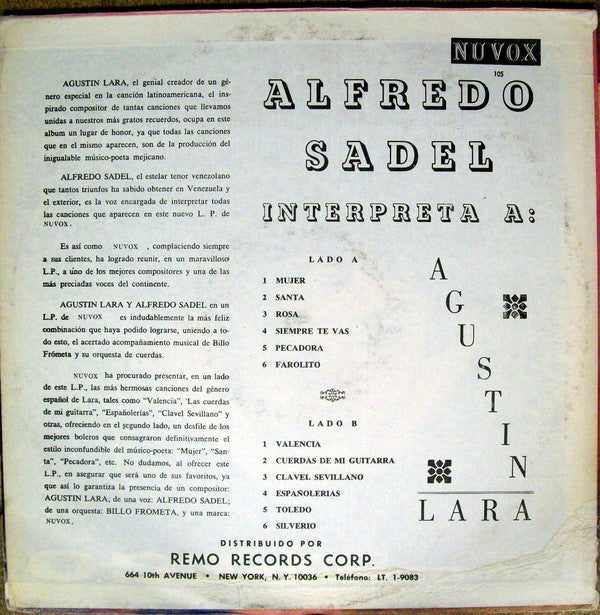 NUVOX
105
ALFREDO
SADEL
INTERPRETA A:
AGUSTIN
LARA
AGUSTIN LARA, el genial creador de un gé-
nero especial en la canción latinoamericana, el ins-
pirado compositor de tantas canciones que llevamos
unidas a nuestros más gratos recuerdos, ocupa en este
album un lugar de honor, ya que todas las canciones
que en el mismo aparecen, son de la producción del
inigualable músico-poeta mejicano.
ALFREDO SADEL, el estelar tenor venezolano
que tantos triunfos ha sabido obtener en Venezuela y
el exterior, es la voz encargada de interpretar todas
las canciones que aparecen en este nuevo L. P. de
NUVOX.
Es así como NUVOX , complaciendo siempre
a sus clientes, ha logrado reunir, en un maravilloso
L.P., a uno de los mejores compositores y una de las
más preciadas voces del continente.
AGUSTIN LARA Y ALFREDO SADEL en un
L.P. de NUVOX es indudablemente la más feliz
combinación que haya podido lograrse, uniendo a to-
do esto, el acertado acompañamiento musical de Billo
Frómeta y su orquesta de cuerdas.
NUVOX ha procurado presentar, en un lado
de este L.P., las más hermosas canciones del género
español de Lara, tales como "Valencia", 'Las cuerdas
de mi guitarra", "Españolerías", "Clavel Sevillano" y
otras, ofreciendo en el segundo lado, un desfile de los
mejores boleros que consagraron definitivamente el
estilo inconfundible del músico-poeta: "Mujer", "San-
ta", "Pecadora", etc. No dudamos, al ofrecer este
L.P., en asegurar que será uno de sus favoritos, ya
que así lo garantiza la presencia de un compositor:
AGUSTIN LARA; de una voz: ALFREDO SADEL;
de una orquesta: BILLO FROMETA, y una marca:
NUVOX.
LADO A
1 MUJER
2 SANTA
3 ROSA
4 SIEMPRE TE VAS
5 PECADORA
6 FAROLITO
LADO B
1 VALENCIA
2 CUERDAS DE MI GUITARRA
3 CLAVEL SEVILLANO
4 ESPAÑOLERIAS
5 TOLEDO
6 SILVERIO
DISTRIBUIDO POR
REMO RECORDS CORP.
664 10th AVENUE • NEW YORK, N. Y. 10036 • Teléfono: LT. 1-9083